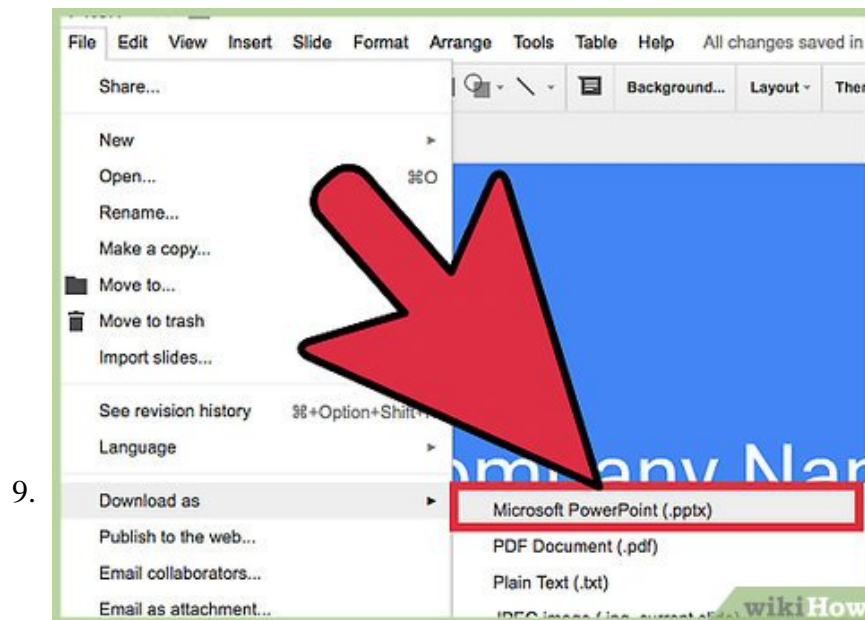 File Edit View Insert Slide Format Arrange Tools Table Help All changes saved in
Share...
Background... Layout
New
Open... ⌘O
Rename...
Make a copy...
Move to...
Move to trash
Import slides...
See revision history ⌘+Option+Shift+
Language
9.
Download as
Microsoft PowerPoint (.pptx)
Publish to the web...
PDF Document (.pdf)
Email collaborators...
Plain Text (.txt)
Email as attachment...
wikiHow